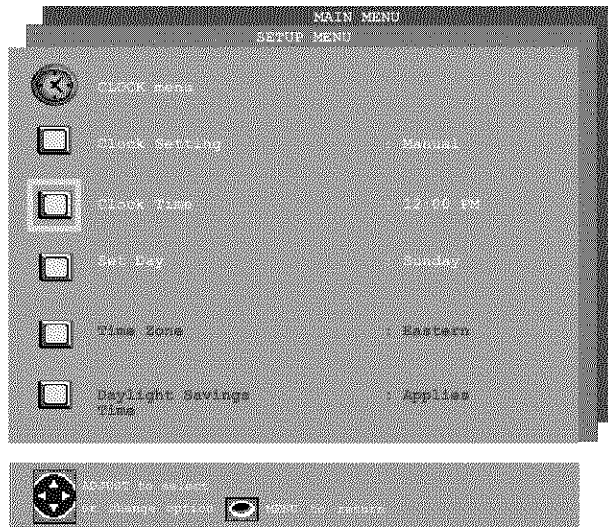 MAIN MENU
SETUP MENU
CLOCK menu
Clock Setting : Manual
Clock Time 12:00 PM
Set Day : Sunday
Time Zone : Eastern
Daylight Savings : Applies
Time
ADJUST to select
or change option MENU to return